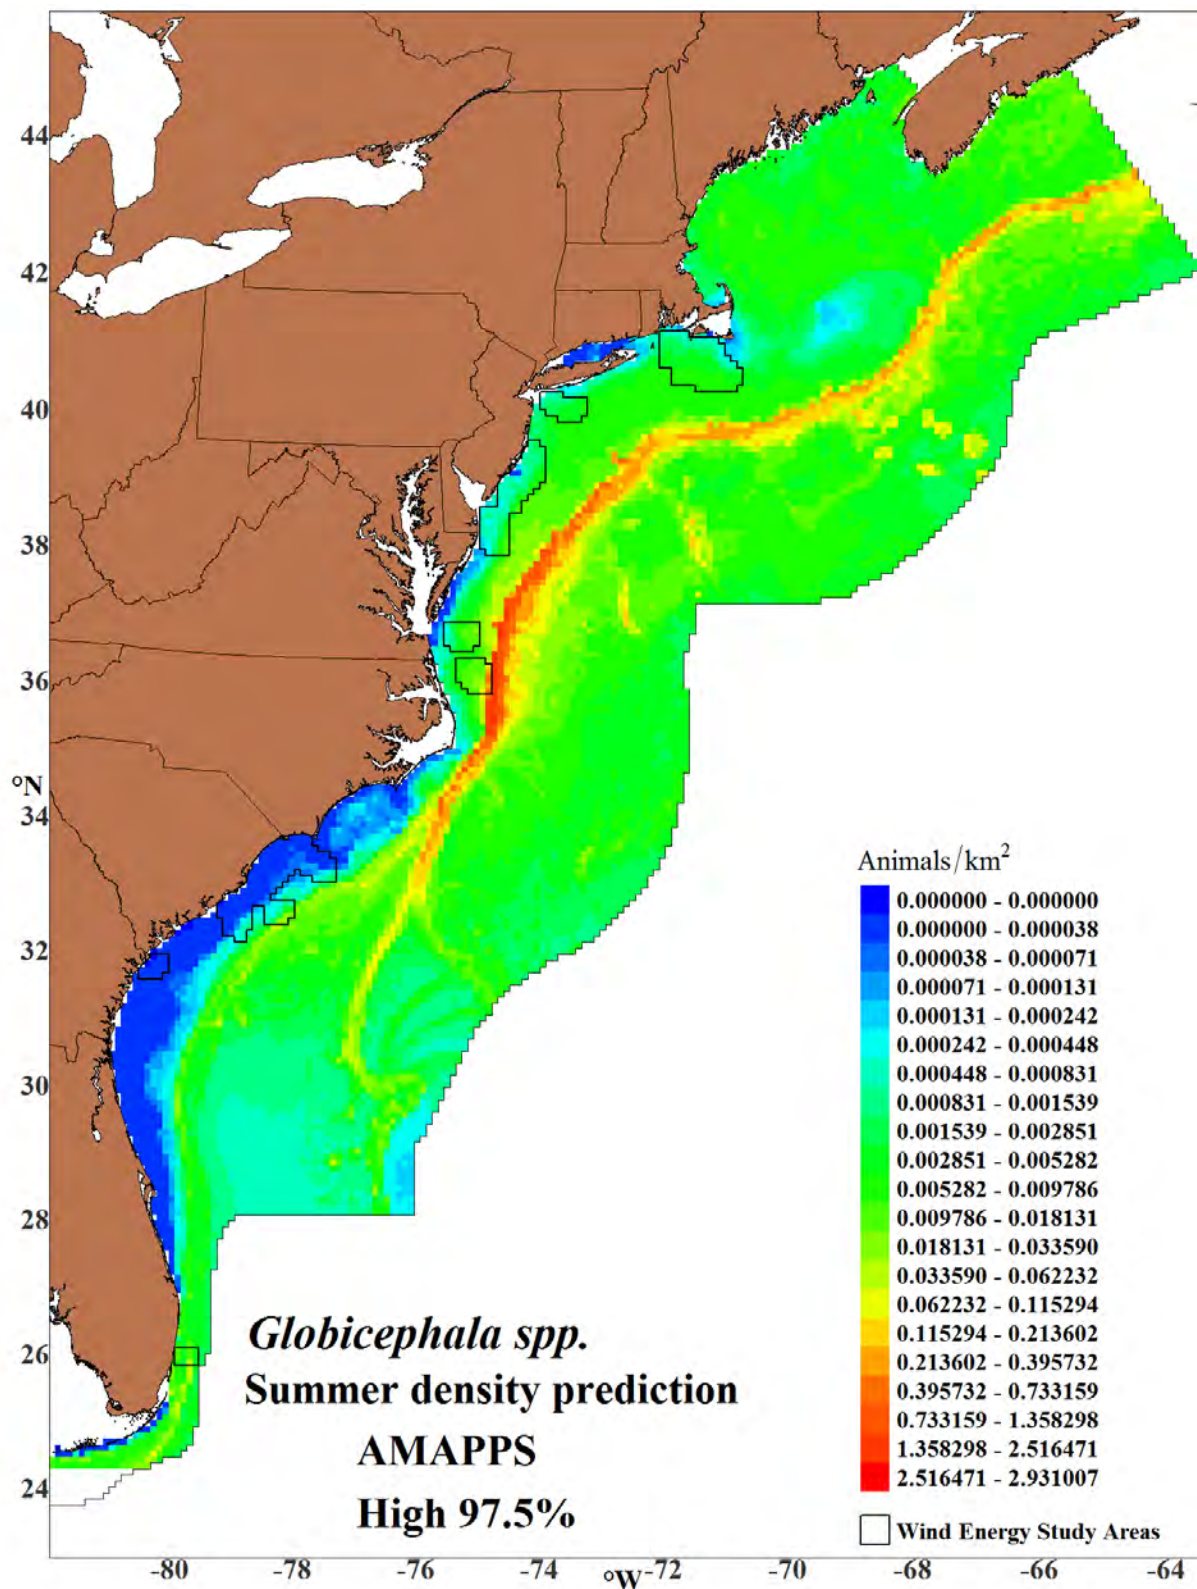 44
42
40
38
36
°N
34
32
30
28
26
24
-80
-78
-76
-74
°W
-72
-70
-68
-66
-64
Globicephala spp.
Summer density prediction
AMAPPS
High 97.5%
Animals/km²
0.000000 - 0.000000
0.000000 - 0.000038
0.000038 - 0.000071
0.000071 - 0.000131
0.000131 - 0.000242
0.000242 - 0.000448
0.000448 - 0.000831
0.000831 - 0.001539
0.001539 - 0.002851
0.002851 - 0.005282
0.005282 - 0.009786
0.009786 - 0.018131
0.018131 - 0.033590
0.033590 - 0.062232
0.062232 - 0.115294
0.115294 - 0.213602
0.213602 - 0.395732
0.395732 - 0.733159
0.733159 - 1.358298
1.358298 - 2.516471
2.516471 - 2.931007
Wind Energy Study Areas